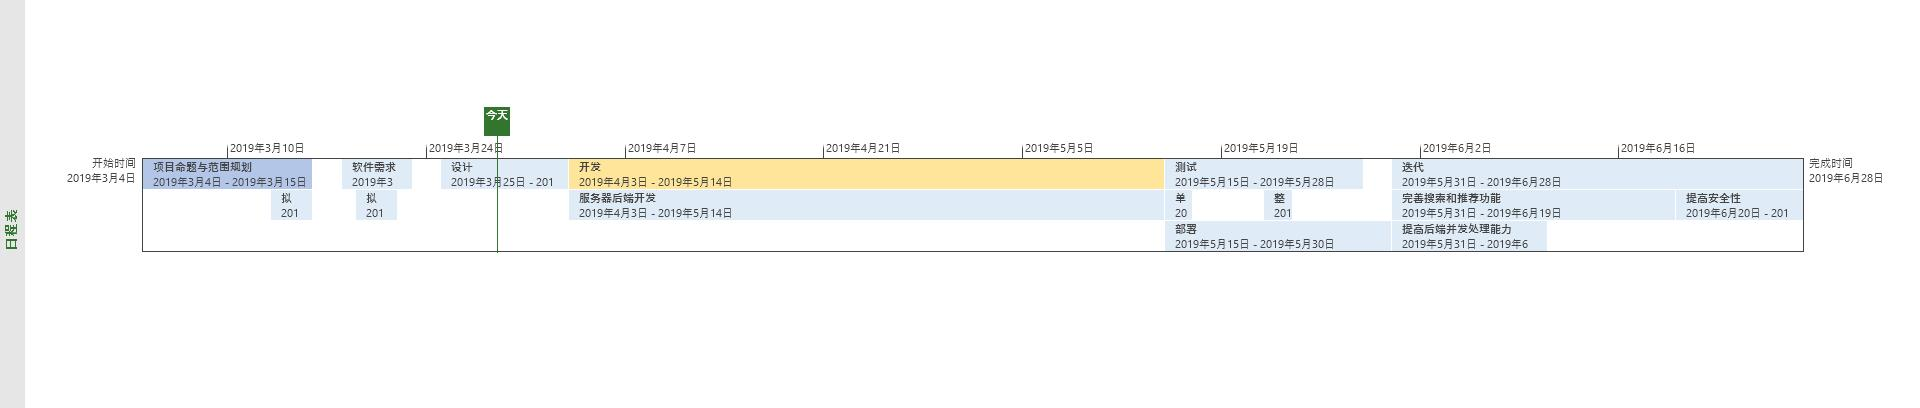 日程表
今天
2019年3月10日
2019年3月24日
2019年4月7日
2019年4月21日
2019年5月5日
2019年5月19日
2019年6月2日
2019年6月16日
开始时间
2019年3月4日
完成时间
2019年6月28日
项目命题与范围规划
2019年3月4日 - 2019年3月15日
软件需求
2019年3
设计
2019年3月25日 - 201
开发
2019年4月3日 - 2019年5月14日
测试
2019年5月15日 - 2019年5月28日
迭代
2019年5月31日 - 2019年6月28日
拟
201
拟
201
服务器后端开发
2019年4月3日 - 2019年5月14日
单
20
整
201
完善搜索和推荐功能
2019年5月31日 - 2019年6月19日
提高安全性
2019年6月20日 - 201
部署
2019年5月15日 - 2019年5月30日
提高后端并发处理能力
2019年5月31日 - 2019年6